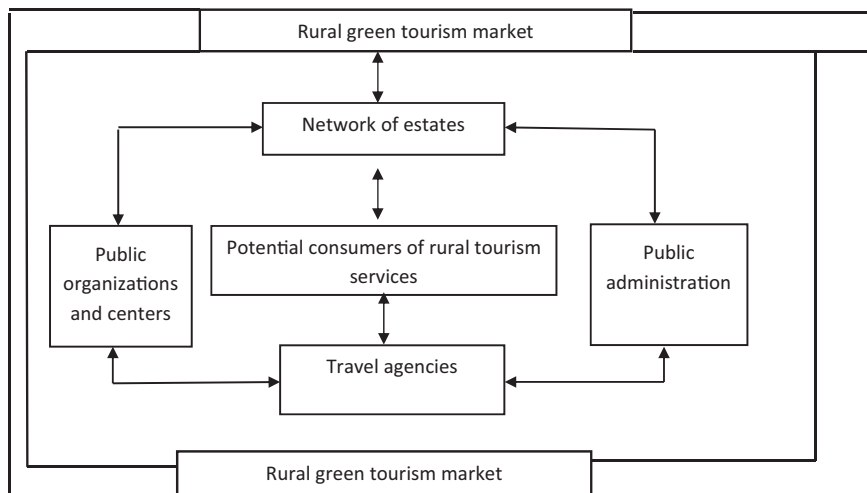 Rural green tourism market
Network of estates
Public
organizations
and centers
Potential consumers of rural tourism
services
Public
administration
Travel agencies
Rural green tourism market